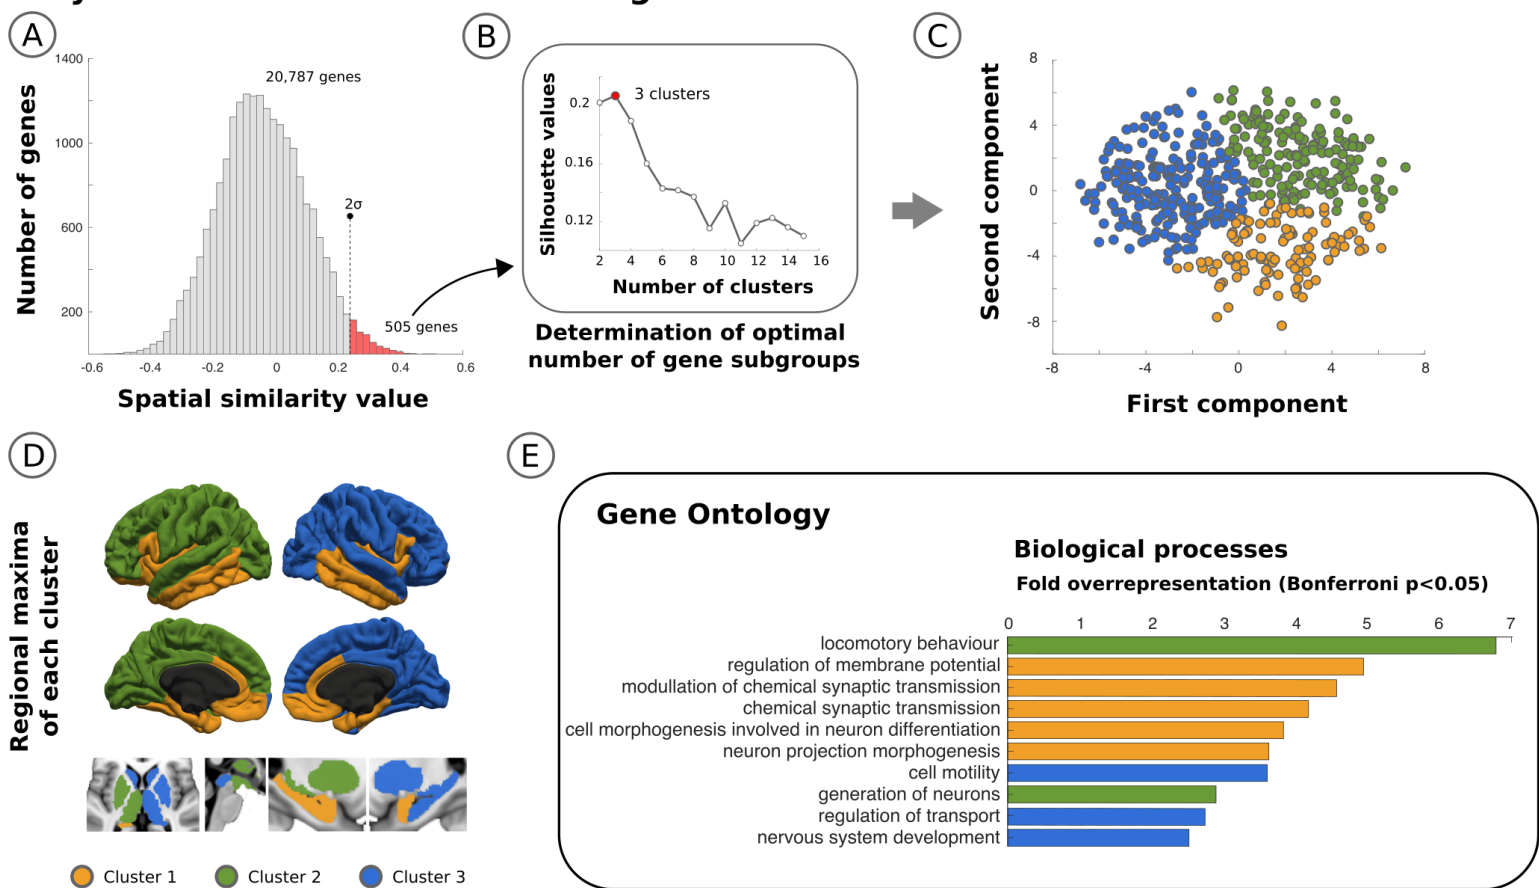 A
1400
1000
600
200
20,787 genes
2σ
505 genes
-0.6 -0.4 -0.2 0 0.2 0.4 0.6
Number of genes
Spatial similarity value
B
Silhouette values
0.2
0.16
0.12
3 clusters
2 4 6 8 10 12 14 16
Number of clusters
Determination of optimal
number of gene subgroups
C
Second component
8
4
0
-4
-8
-8 -4 0 4 8
First component
D
Regional maxima
of each cluster
Cluster 1 Cluster 2 Cluster 3
E
Gene Ontology
Biological processes
Fold overrepresentation (Bonferroni p<0.05)
0 1 2 3 4 5 6 7
locomotory behaviour
regulation of membrane potential
modullation of chemical synaptic transmission
chemical synaptic transmission
cell morphogenesis involved in neuron differentiation
neuron projection morphogenesis
cell motility
generation of neurons
regulation of transport
nervous system development